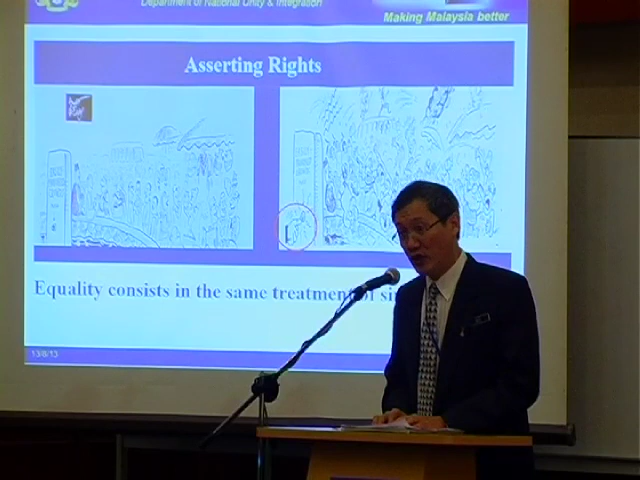 Department of National Unity & Integration
Making Malaysia better
Asserting Rights
Equality consists in the same treatment of
13/8/13